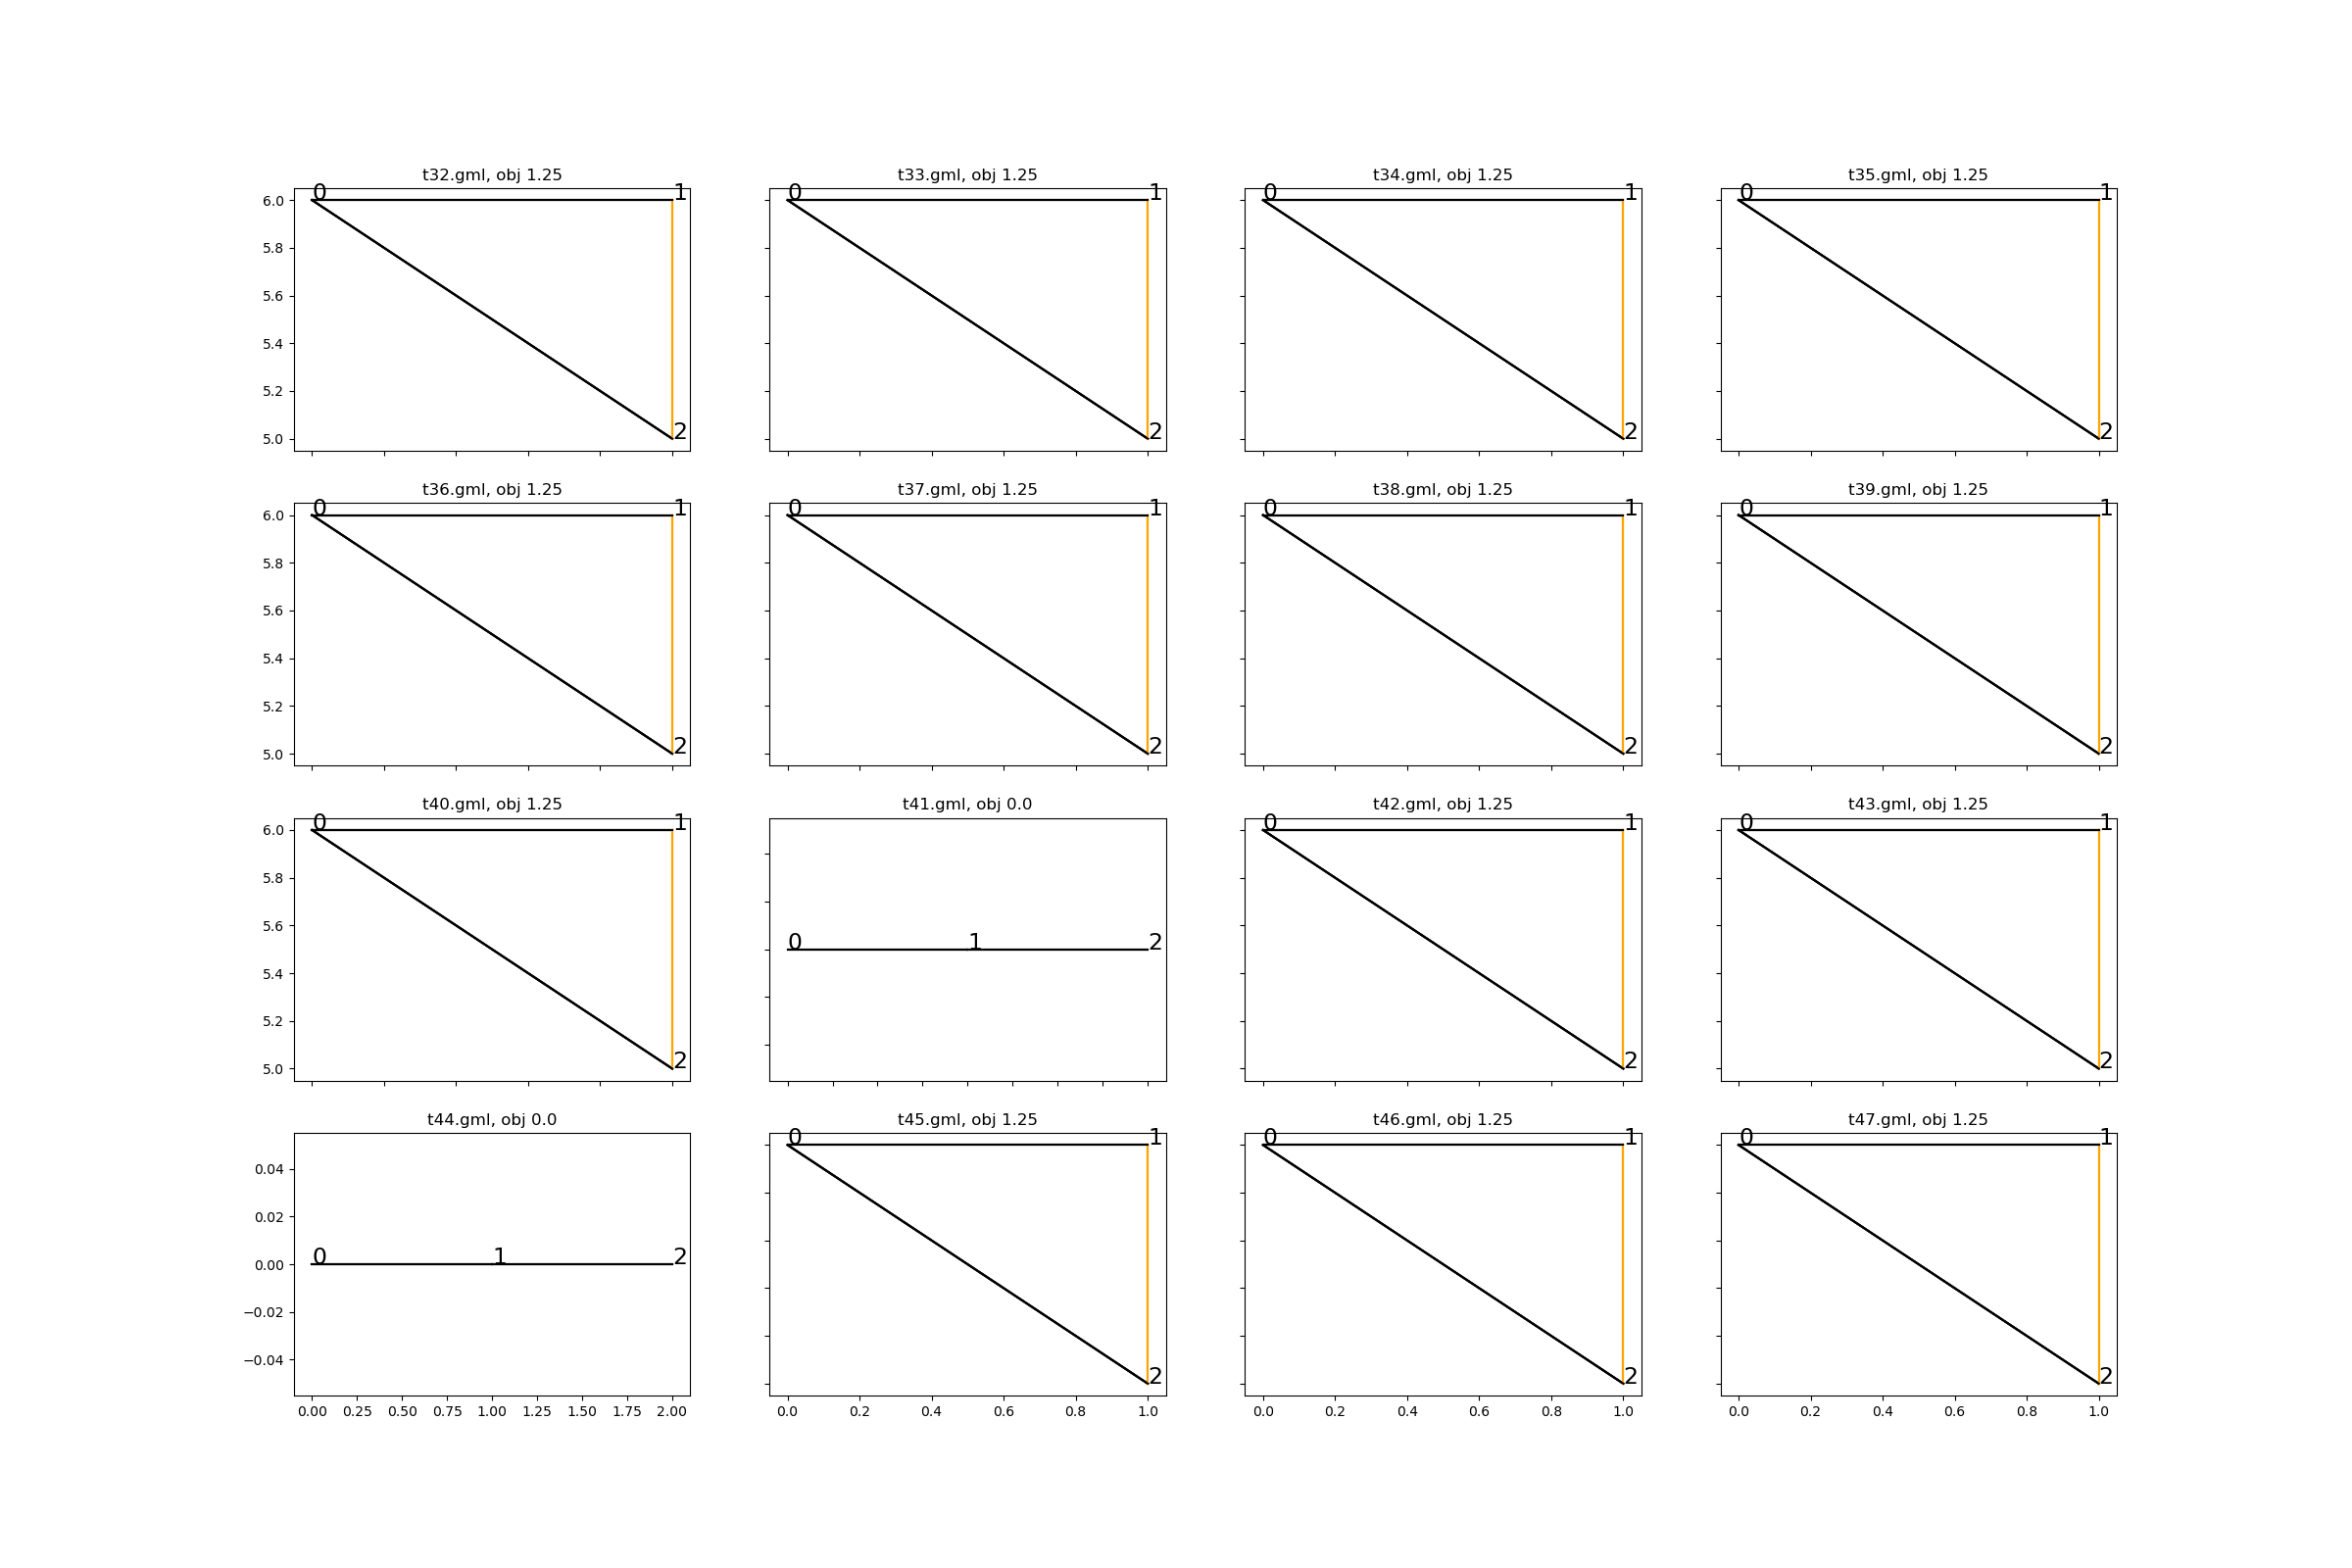 t32.gml, obj 1.25 t33.gml, obj 1.25 t34.gml, obj 1.25 t35.gml, obj 1.25
6.0 0 1 0 1 0 1 0 1
5.8
5.6
5.4
5.2
5.0 2 2 2 2
t36.gml, obj 1.25 t37.gml, obj 1.25 t38.gml, obj 1.25 t39.gml, obj 1.25
6.0 0 1 0 1 0 1 0 1
5.8
5.6
5.4
5.2
5.0 2 2 2 2
t40.gml, obj 1.25 t41.gml, obj 0.0 t42.gml, obj 1.25 t43.gml, obj 1.25
6.0 0 1 0 1 0 1
5.8
5.6
0 1 2
5.4
5.2
5.0 2 2 2
t44.gml, obj 0.0 t45.gml, obj 1.25 t46.gml, obj 1.25 t47.gml, obj 1.25
0 1 0 1 0 1
0.04
0.02
0.00 0 1 2
−0.02
−0.04
2 2 2
0.00 0.25 0.50 0.75 1.00 1.25 1.50 1.75 2.00 0.0 0.2 0.4 0.6 0.8 1.0 0.0 0.2 0.4 0.6 0.8 1.0 0.0 0.2 0.4 0.6 0.8 1.0